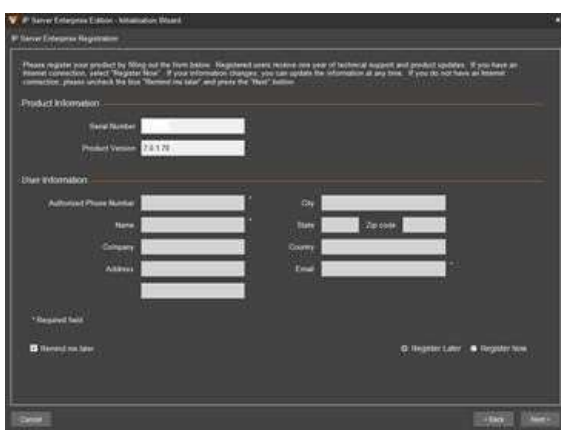 IP Server Enterprise Edition - Initialisation Wizard
IP Server Enterprise Registration
Please register your product by filling out the form below. Registered users receive one year of technical support and product updates. If you have an
Internet connection, select "Register Now". If your information changes, you can update the information at any time. If you do not have an Internet
connection, please uncheck the box "Remind me later" and press the "Next" button.
Product Information
Serial Number
Product Version 7.6.1.78
User Information
Authorised Phone Number * City
Name * State Zip code
Company Country
Address Email *
* Required field
Remind me later Register Later Register Now
Cancel < Back Next >